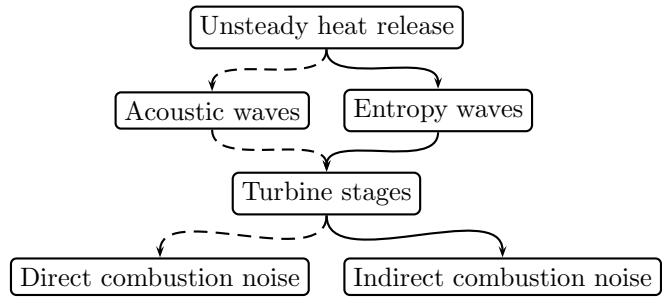 Unsteady heat release
Acoustic waves
Entropy waves
Turbine stages
Direct combustion noise
Indirect combustion noise